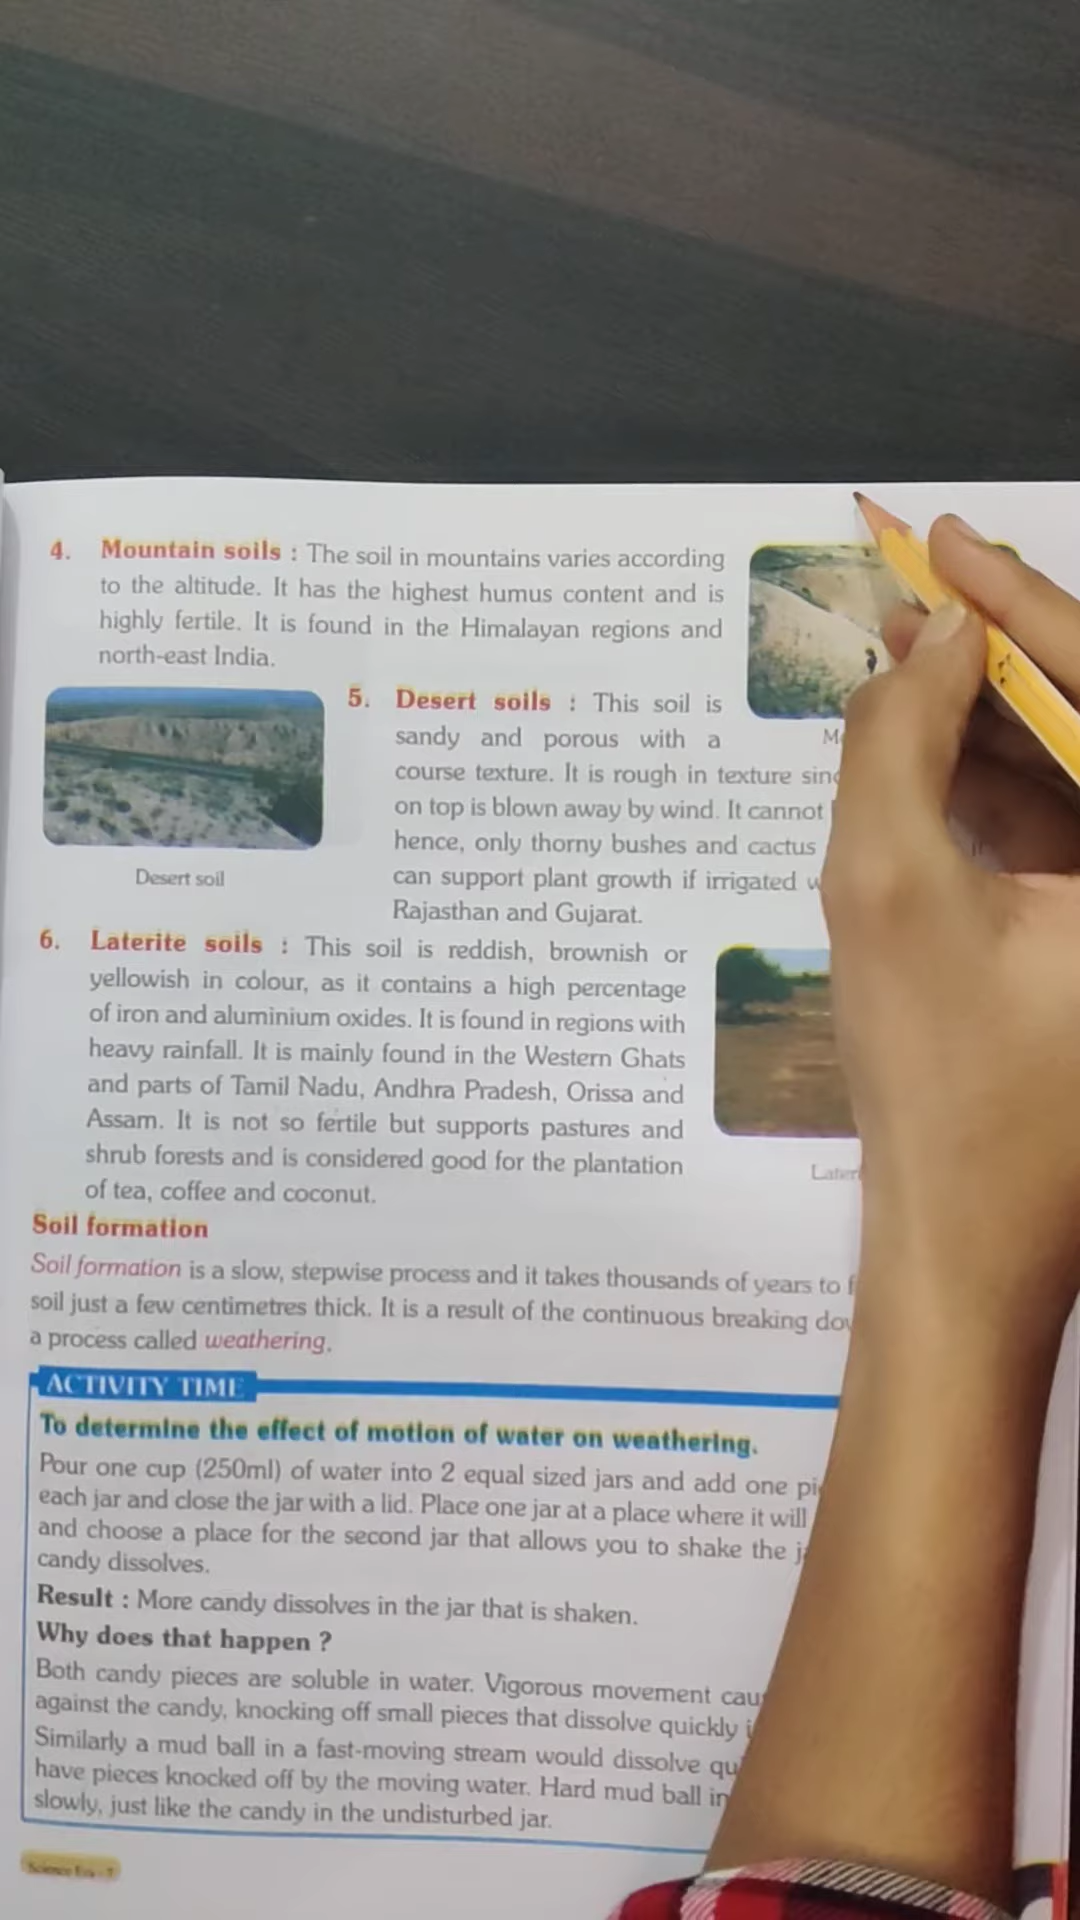 4. Mountain soils : The soil in mountains varies according
to the altitude. It has the highest humus content and is
highly fertile. It is found in the Himalayan regions and
north-east India.
5. Desert soils : This soil is
sandy and porous with a
course texture. It is rough in texture
on top is blown away by wind. It cannot
hence, only thorny bushes and cactus
can support plant growth if irrigated
Rajasthan and Gujarat.
Desert soil
6. Laterite soils : This soil is reddish, brownish or
yellowish in colour, as it contains a high percentage
of iron and aluminium oxides. It is found in regions with
heavy rainfall. It is mainly found in the Western Ghats
and parts of Tamil Nadu, Andhra Pradesh, Orissa and
Assam. It is not so fertile but supports pastures and
shrub forests and is considered good for the plantation
of tea, coffee and coconut.
Soil formation
Soil formation is a slow, stepwise process and it takes thousands of years to
soil just a few centimetres thick. It is a result of the continuous breaking
a process called weathering.
ACTIVITY TIME
To determine the effect of motion of water on weathering.
Pour one cup (250ml) of water into 2 equal sized jars and add one
each jar and close the jar with a lid. Place one jar at a place where it will
and choose a place for the second jar that allows you to shake the
candy dissolves.
Result : More candy dissolves in the jar that is shaken.
Why does that happen ?
Both candy pieces are soluble in water. Vigorous movement
against the candy, knocking off small pieces that dissolve quickly
Similarly a mud ball in a fast-moving stream would dissolve
have pieces knocked off by the moving water. Hard mud ball in
slowly, just like the candy in the undisturbed jar.